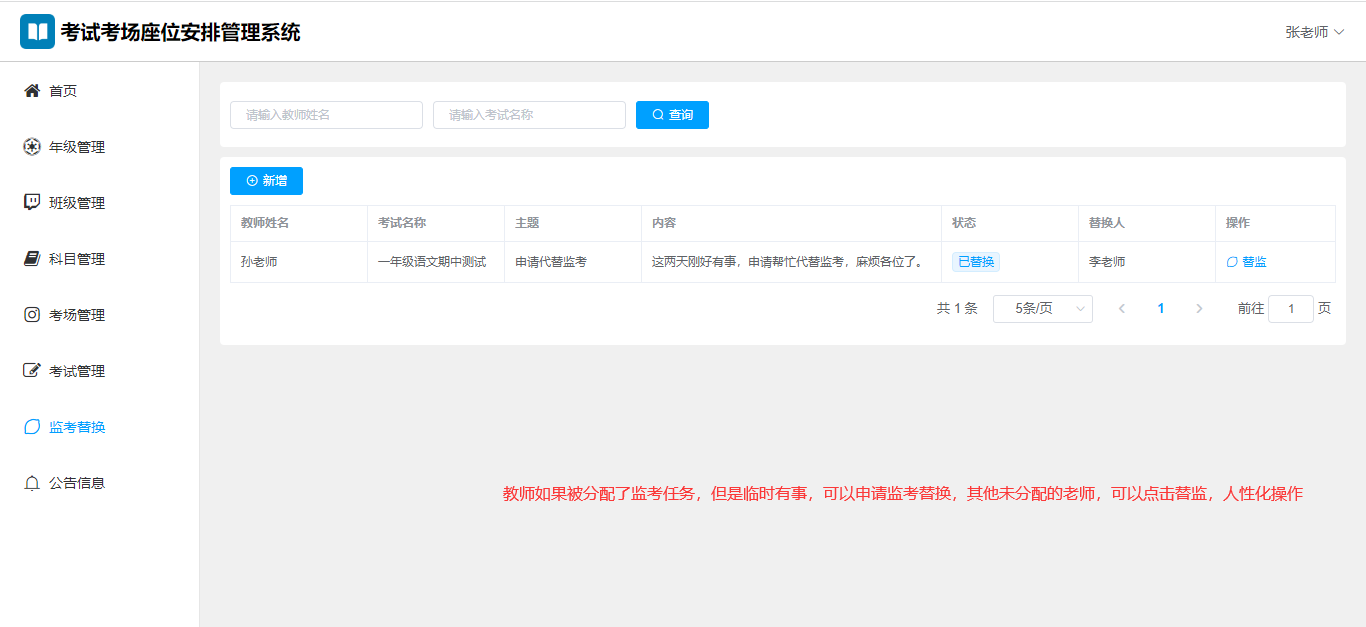 考试考场座位安排管理系统
张老师
首页
年级管理
班级管理
科目管理
考场管理
考试管理
监考替换
公告信息
请输入教师姓名 请输入考试名称 查询
新增
教师姓名 考试名称 主题 内容 状态 替换人 操作
孙老师 一年级语文期中测试 申请代替监考 这两天刚好有事，申请帮忙代替监考，麻烦各位了。 已替换 李老师 替监
共 1 条 5条/页 1 前往 1 页
教师如果被分配了监考任务，但是临时有事，可以申请监考替换，其他未分配的老师，可以点击替监，人性化操作